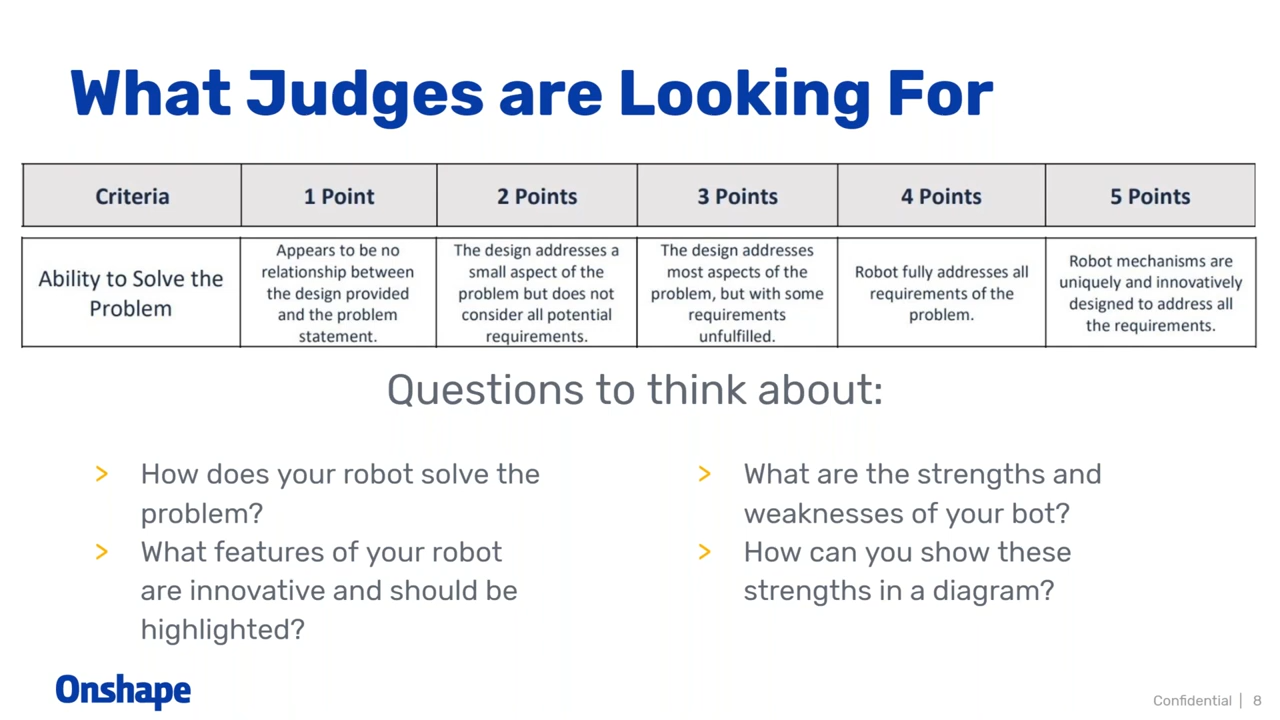 What Judges are Looking For
Criteria
1 Point
2 Points
3 Points
4 Points
5 Points
Ability to Solve the
Problem
Appears to be no
relationship between
the design provided
and the problem
statement.
The design addresses a
small aspect of the
problem but does not
consider all potential
requirements.
The design addresses
most aspects of the
problem, but with some
requirements
unfulfilled.
Robot fully addresses all
requirements of the
problem.
Robot mechanisms are
uniquely and innovatively
designed to address all
the requirements.
Questions to think about:
> How does your robot solve the
problem?
> What features of your robot
are innovative and should be
highlighted?
> What are the strengths and
weaknesses of your bot?
> How can you show these
strengths in a diagram?
Onshape
Confidential | 8